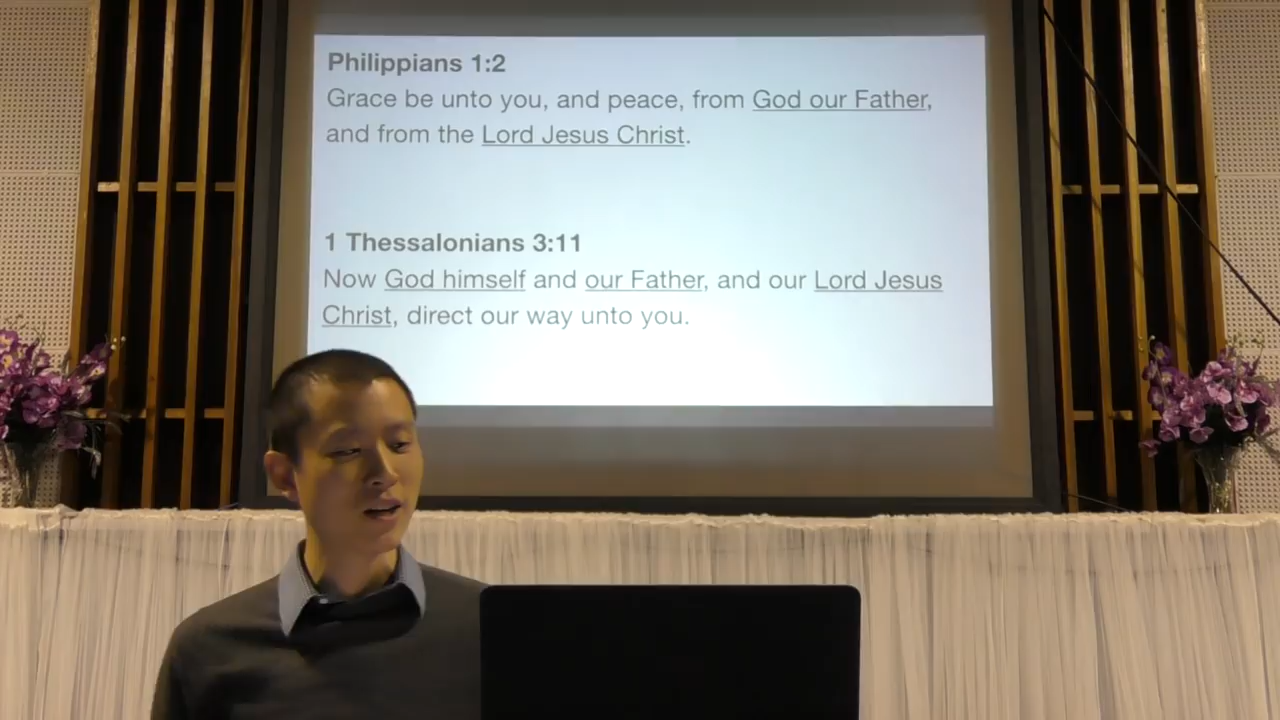 Philippians 1:2
Grace be unto you, and peace, from God our Father,
and from the Lord Jesus Christ.
1 Thessalonians 3:11
Now God himself and our Father, and our Lord Jesus
Christ, direct our way unto you.